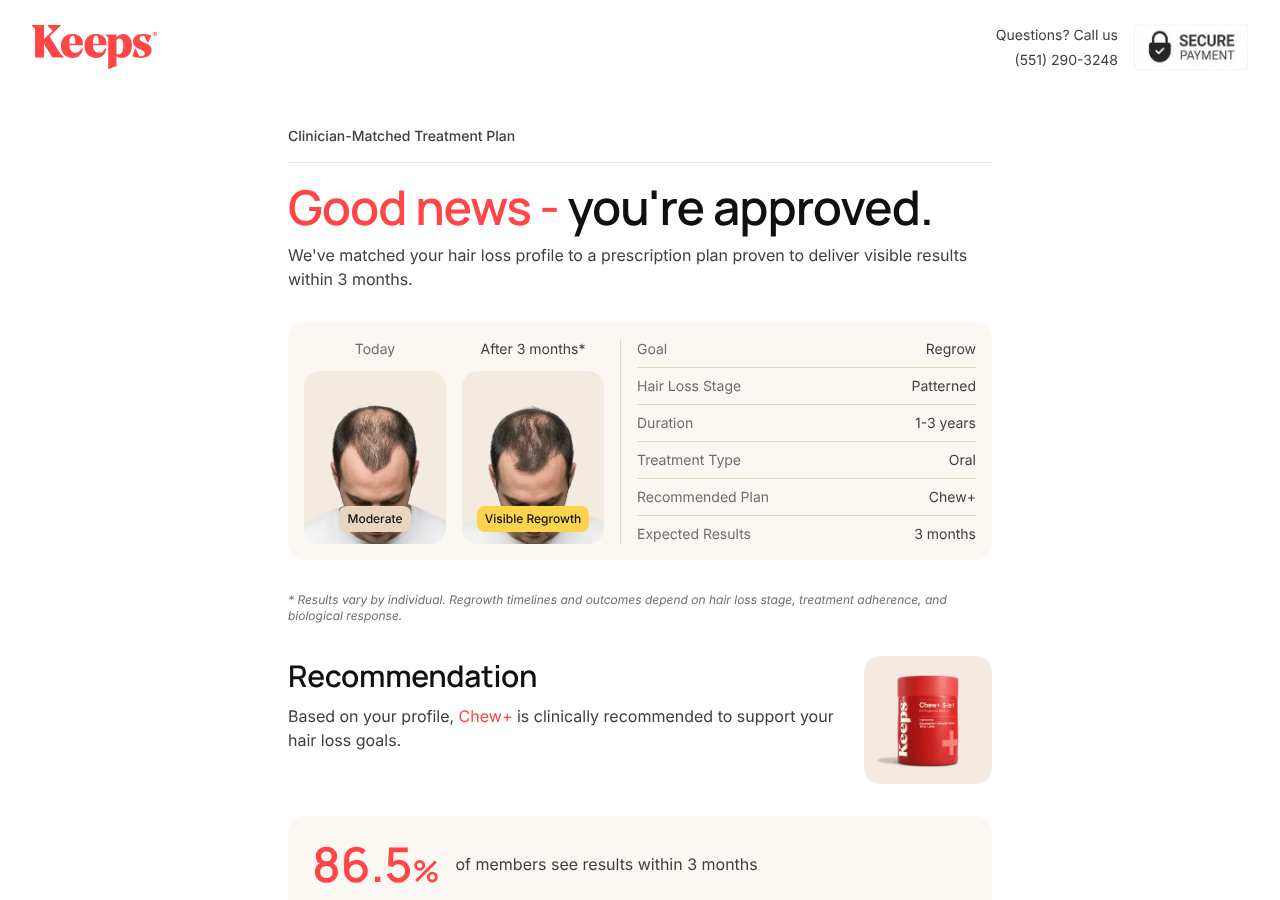 Keeps®
Questions? Call us
(551) 290-3248
SECURE
PAYMENT
Clinician-Matched Treatment Plan
Good news - you're approved.
We've matched your hair loss profile to a prescription plan proven to deliver visible results
within 3 months.
Today
After 3 months*
Moderate
Visible Regrowth
Goal Regrow
Hair Loss Stage Patterned
Duration 1-3 years
Treatment Type Oral
Recommended Plan Chew+
Expected Results 3 months
* Results vary by individual. Regrowth timelines and outcomes depend on hair loss stage, treatment adherence, and
biological response.
Recommendation
Based on your profile, Chew+ is clinically recommended to support your
hair loss goals.
Keeps
Chew+
86.5%
of members see results within 3 months